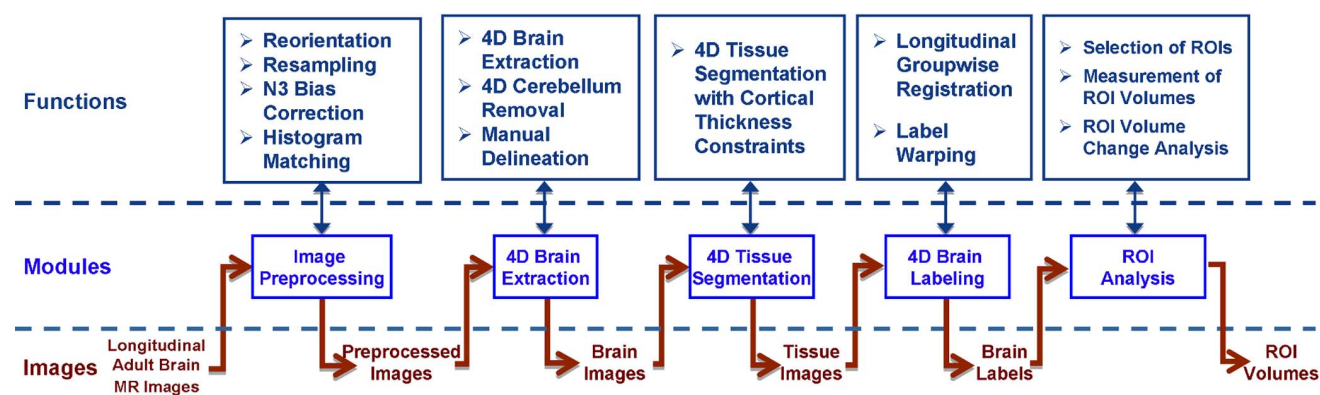 Functions
➢ Reorientation
➢ Resampling
➢ N3 Bias
Correction
➢ Histogram
Matching
➢ 4D Brain
Extraction
➢ 4D Cerebellum
Removal
➢ Manual
Delineation
➢ 4D Tissue
Segmentation
with Cortical
Thickness
Constraints
➢ Longitudinal
Groupwise
Registration
➢ Label
Warping
➢ Selection of ROIs
➢ Measurement of
ROI Volumes
➢ ROI Volume
Change Analysis
Modules
Image
Preprocessing
4D Brain
Extraction
4D Tissue
Segmentation
4D Brain
Labeling
ROI
Analysis
Images
Longitudinal
Adult Brain
MR Images
Preprocessed
Images
Brain
Images
Tissue
Images
Brain
Labels
ROI
Volumes